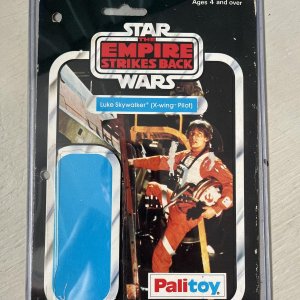 Ages 4 and over
STAR
THE
EMPIRE
STRIKES BACK
WARS
Luke Skywalker (X-wing Pilot)
Palitoy